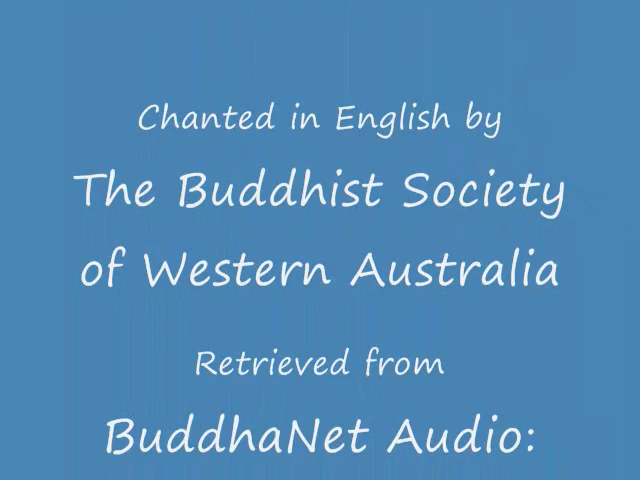 Chanted in English by
The Buddhist Society
of Western Australia
Retrieved from
BuddhaNet Audio: